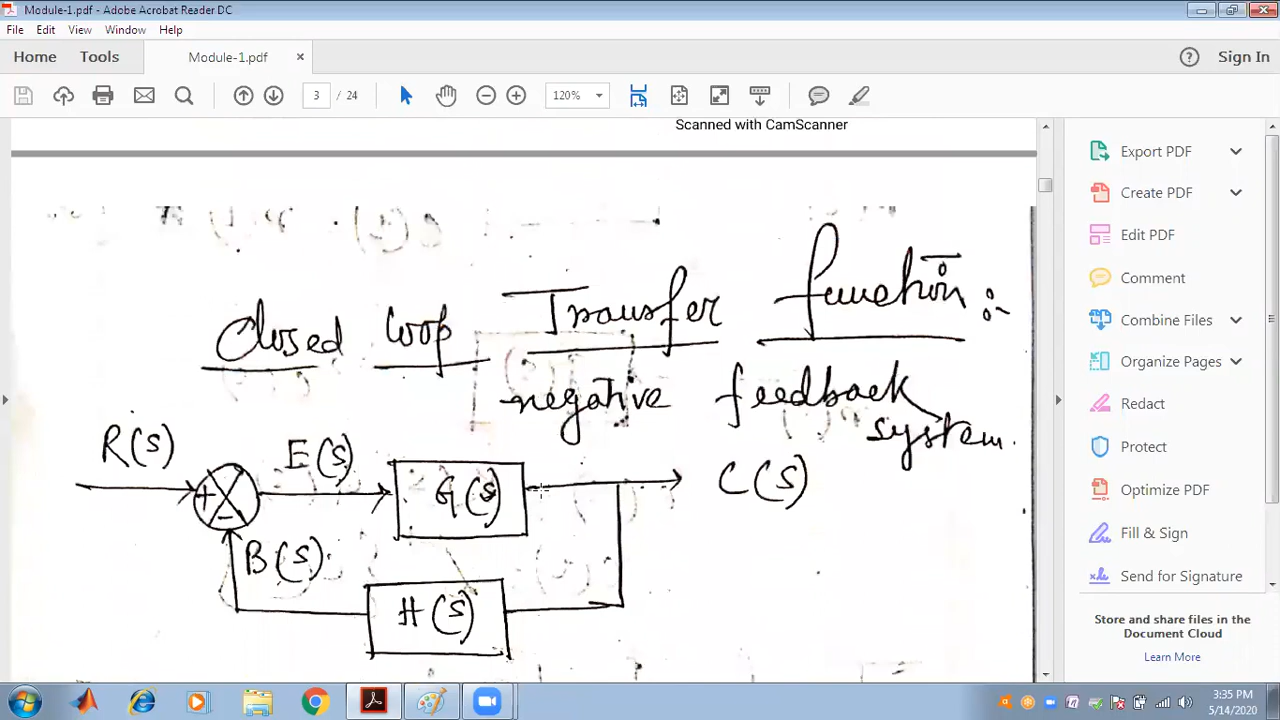 Module-1.pdf - Adobe Acrobat Reader DC
File Edit View Window Help
Home Tools Module-1.pdf × Sign In
3 / 24 120%
Scanned with CamScanner
Closed loop Transfer function :-
negative feedback system.
R(s) E(s) G(s) C(s)
+
-
B(s)
H(s)
Export PDF
Create PDF
Edit PDF
Comment
Combine Files
Organize Pages
Redact
Protect
Optimize PDF
Fill & Sign
Send for Signature
Store and share files in the
Document Cloud
Learn More
3:35 PM
5/14/2020